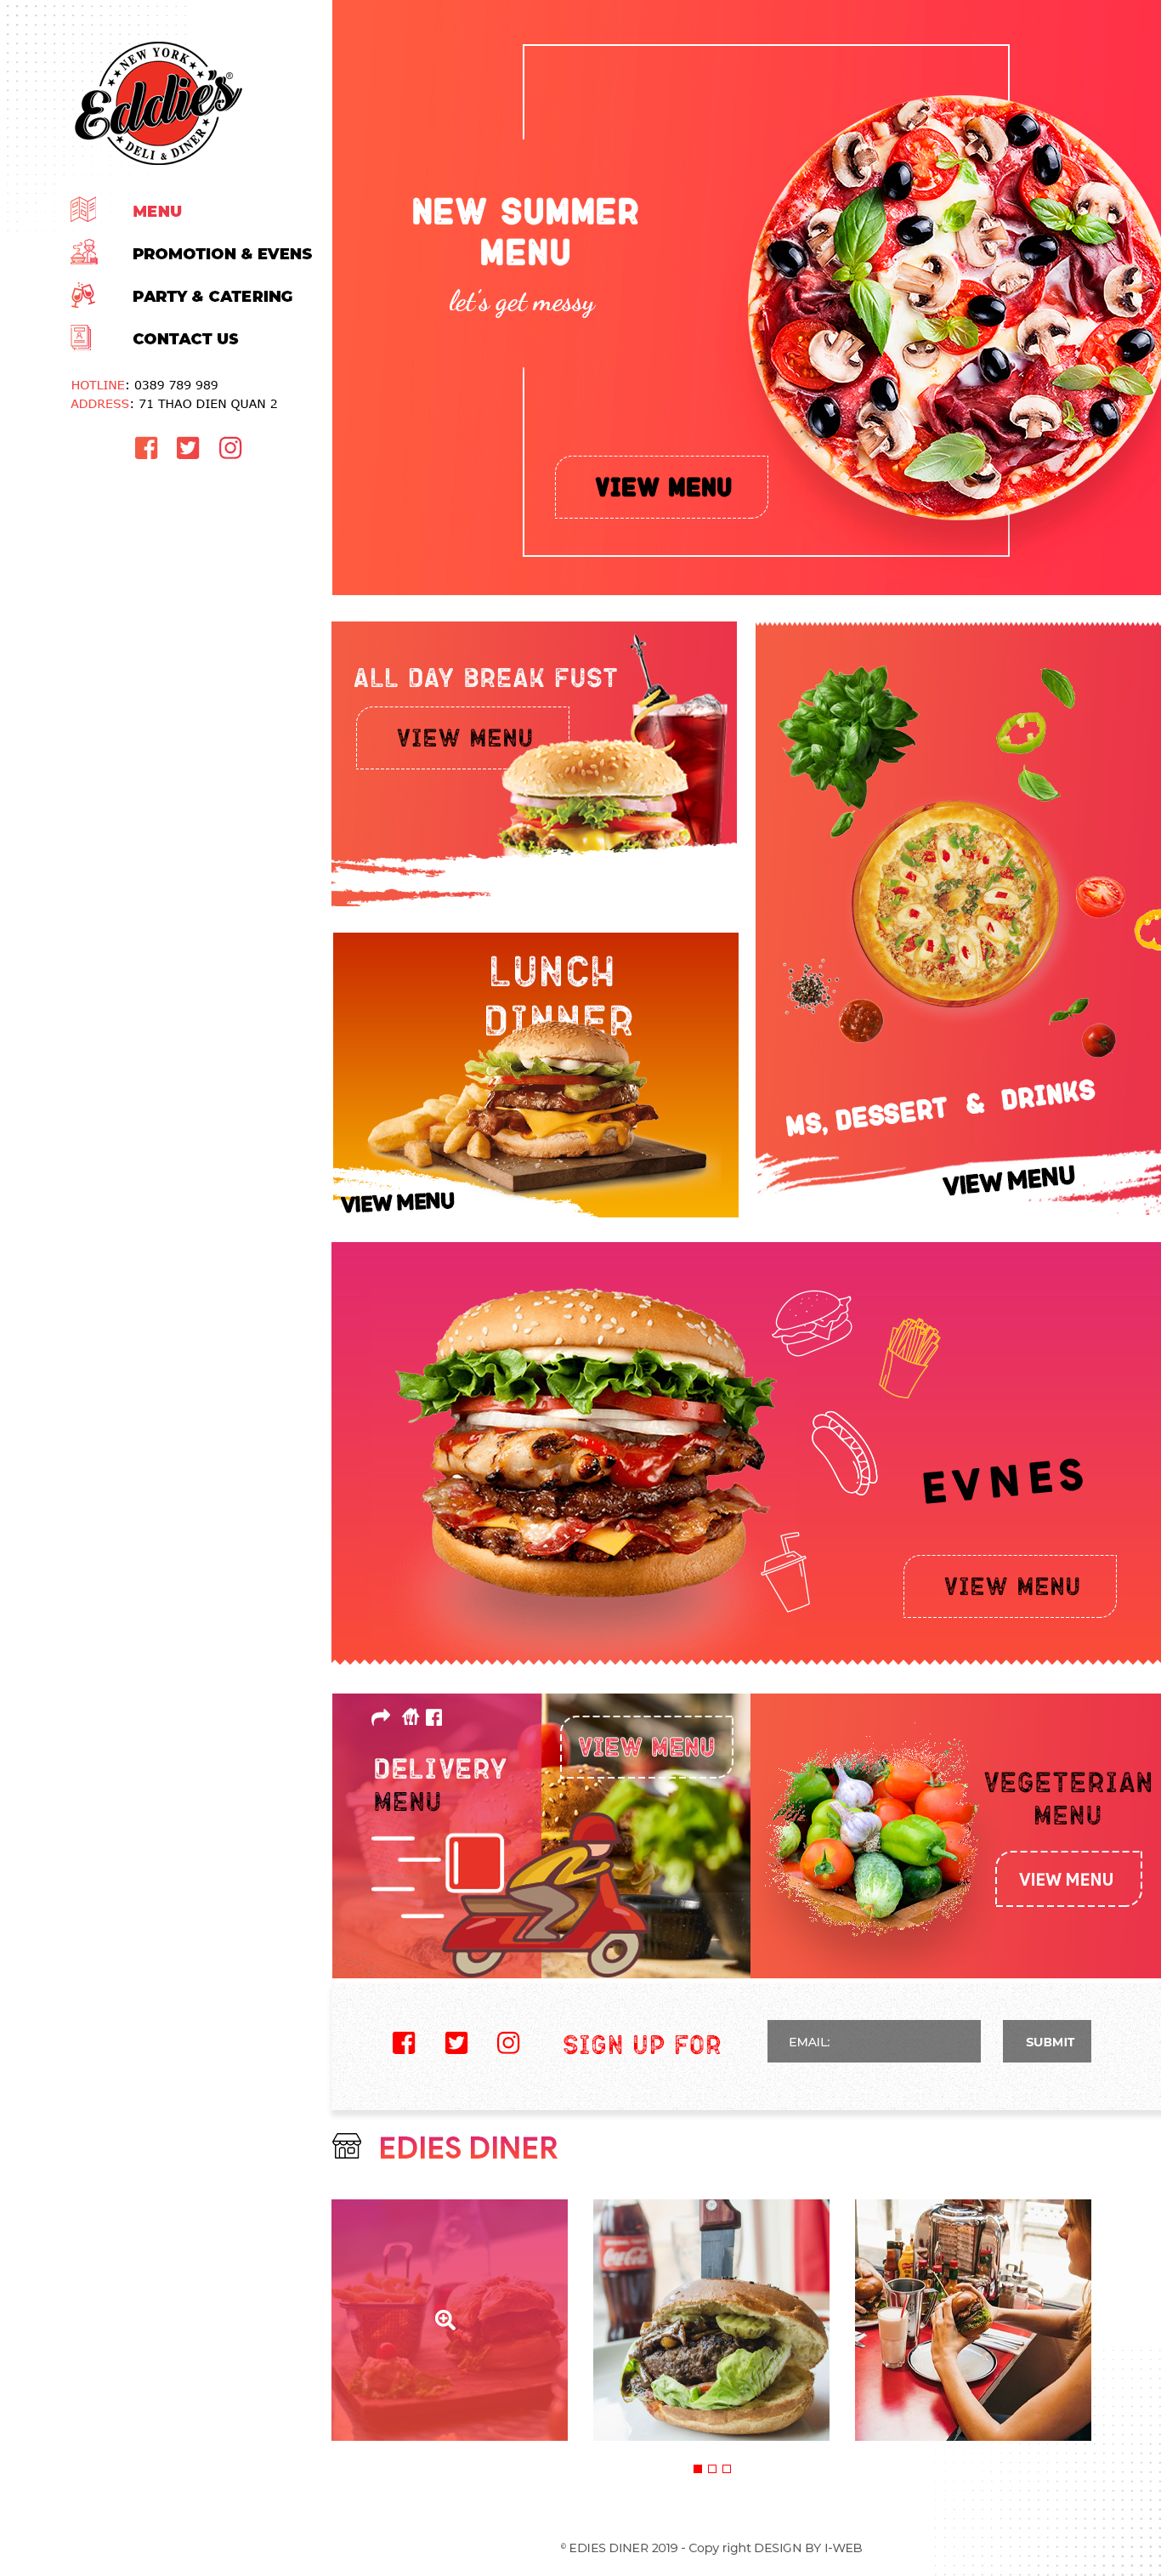 NEW YORK
Eddie's®
DELI & DINER
MENU
PROMOTION & EVENS
PARTY & CATERING
CONTACT US
HOTLINE: 0389 789 989
ADDRESS: 71 THAO DIEN QUAN 2
NEW SUMMER
MENU
let's get messy
VIEW MENU
ALL DAY BREAK FUST
VIEW MENU
LUNCH
DINNER
VIEW MENU
MS, DESSERT & DRINKS
VIEW MENU
EVNES
VIEW MENU
DELIVERY
MENU
VIEW MENU
VEGETERIAN
MENU
VIEW MENU
SIGN UP FOR
EMAIL:
SUBMIT
EDIES DINER
Coca-Cola
© EDIES DINER 2019 - Copy right DESIGN BY I-WEB